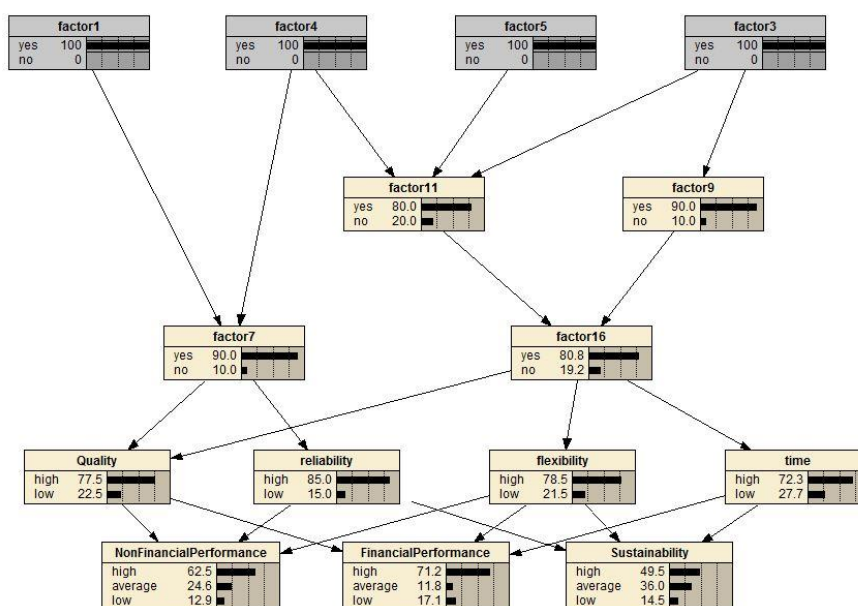 factor1
yes 100
no 0
factor4
yes 100
no 0
factor5
yes 100
no 0
factor3
yes 100
no 0
factor11
yes 80.0
no 20.0
factor9
yes 90.0
no 10.0
factor7
yes 90.0
no 10.0
factor16
yes 80.8
no 19.2
Quality
high 77.5
low 22.5
reliability
high 85.0
low 15.0
flexibility
high 78.5
low 21.5
time
high 72.3
low 27.7
NonFinancialPerformance
high 62.5
average 24.6
low 12.9
FinancialPerformance
high 71.2
average 11.8
low 17.1
Sustainability
high 49.5
average 36.0
low 14.5